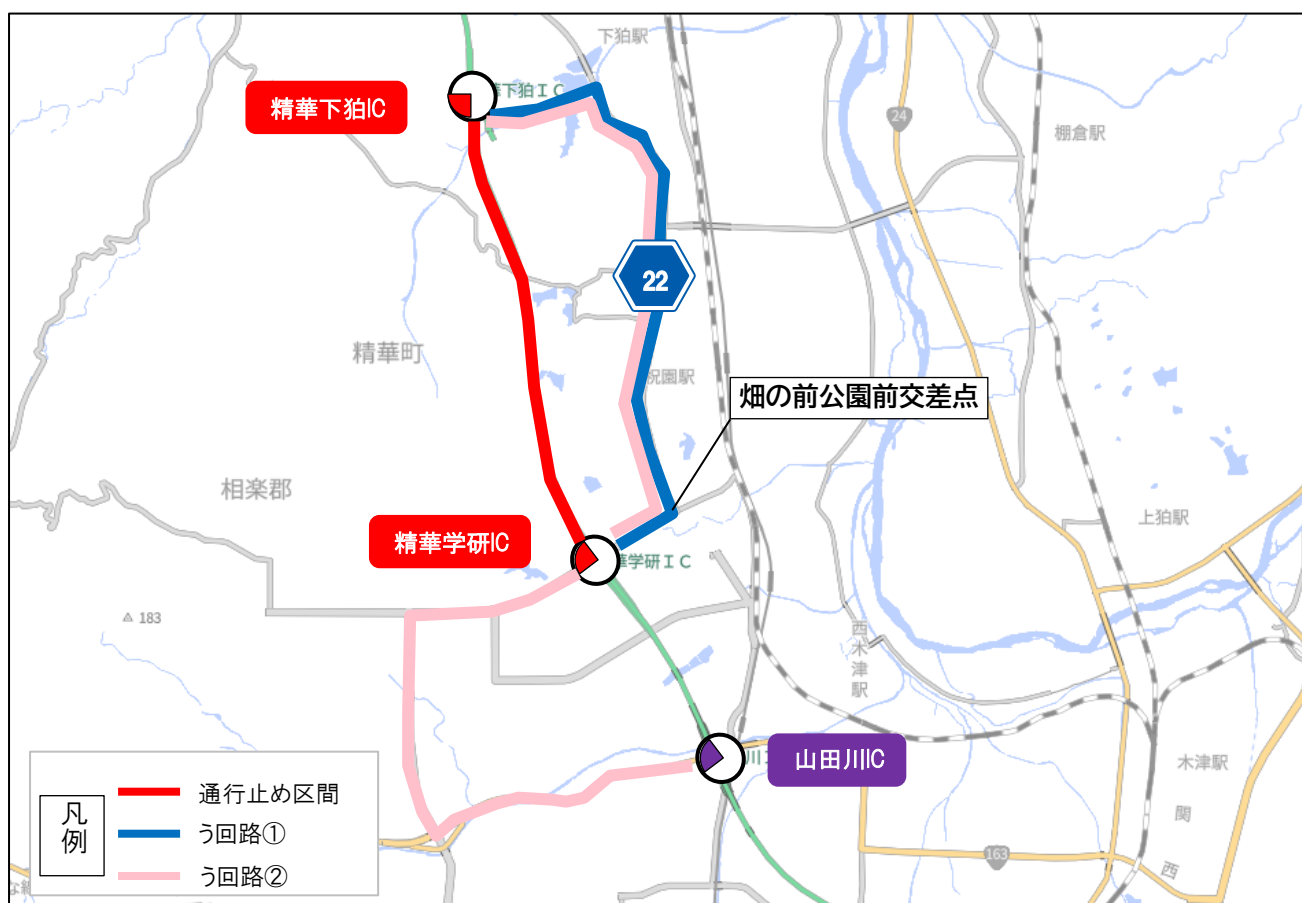 下狛駅
精華下狛IC
華下狛IC
24
棚倉駅
22
精華町
祝園駅
畑の前公園前交差点
相楽郡
上狛駅
精華学研IC
華学研IC
183
西木津駅
山田川IC
川
木津駅
関
西
163
凡例
通行止め区間
う回路①
う回路②